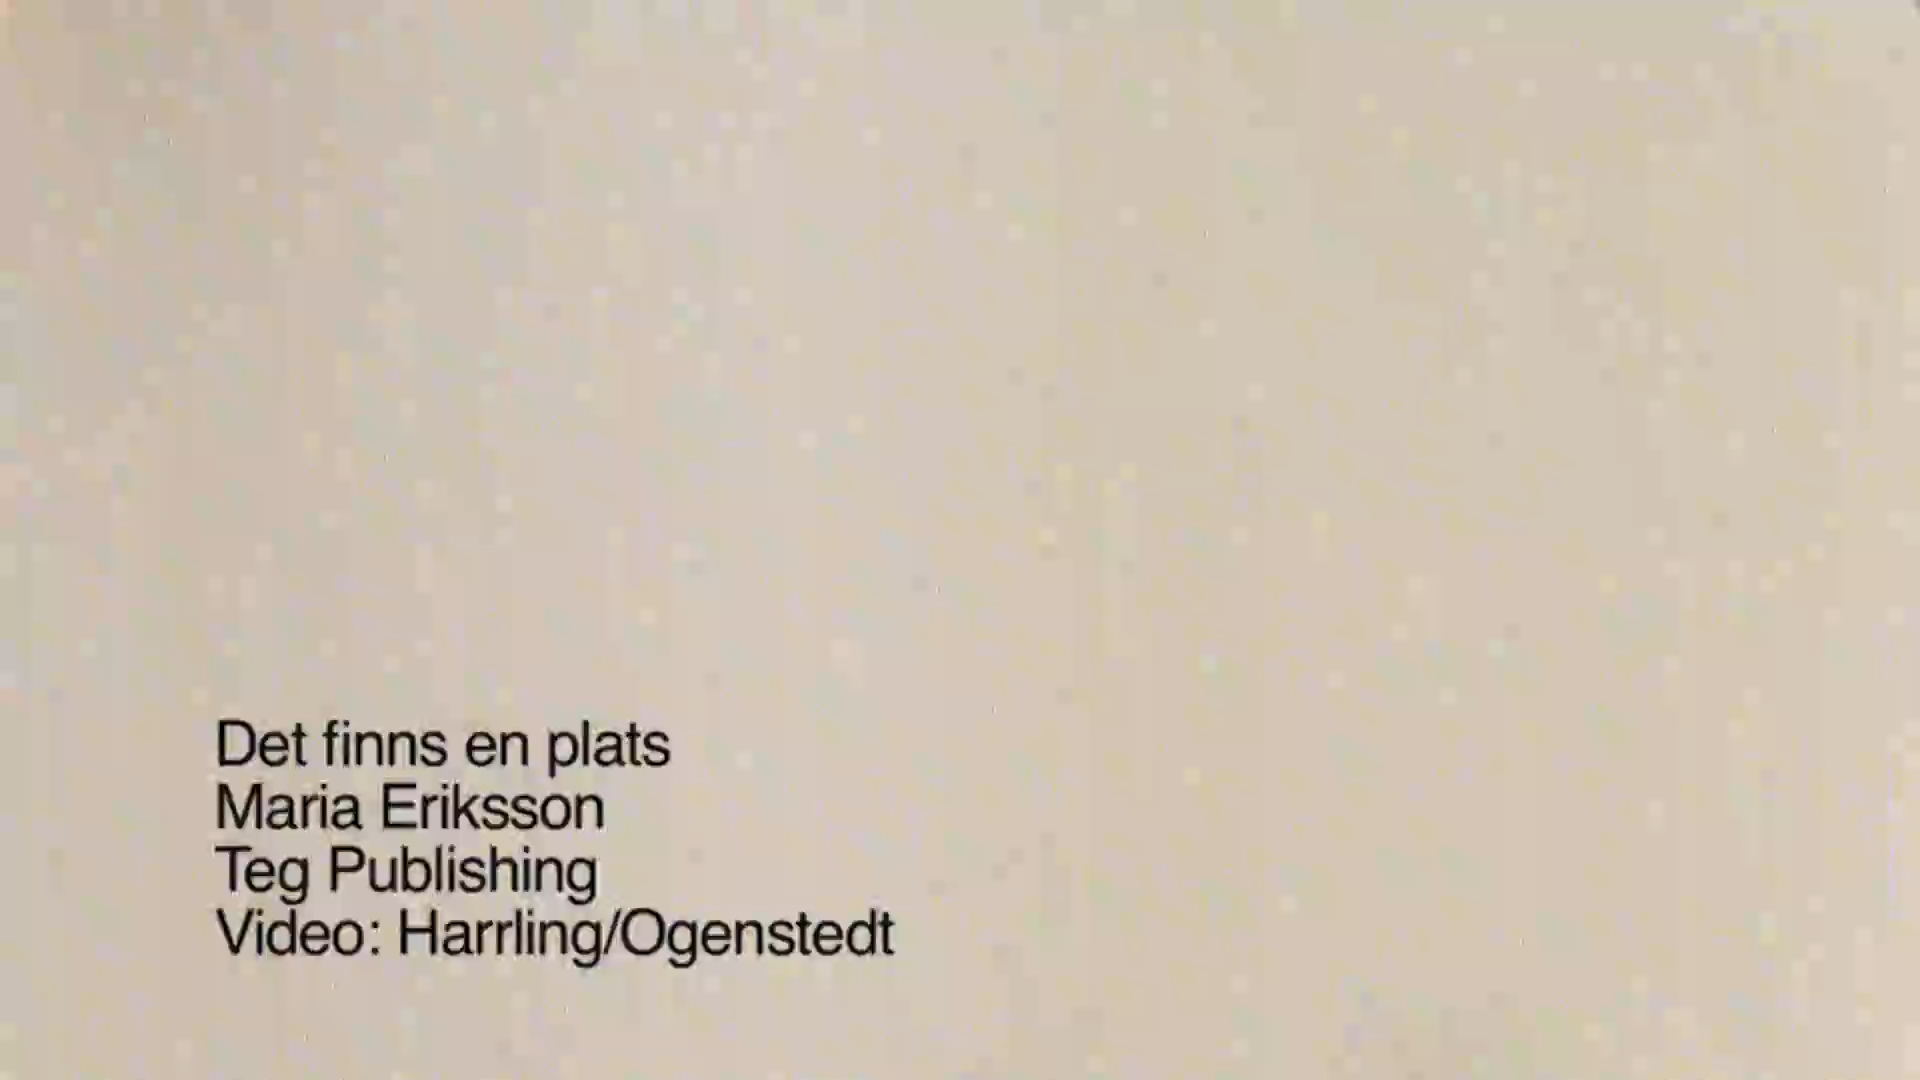 Det finns en plats
Maria Eriksson
Teg Publishing
Video: Harrling/Ogenstedt